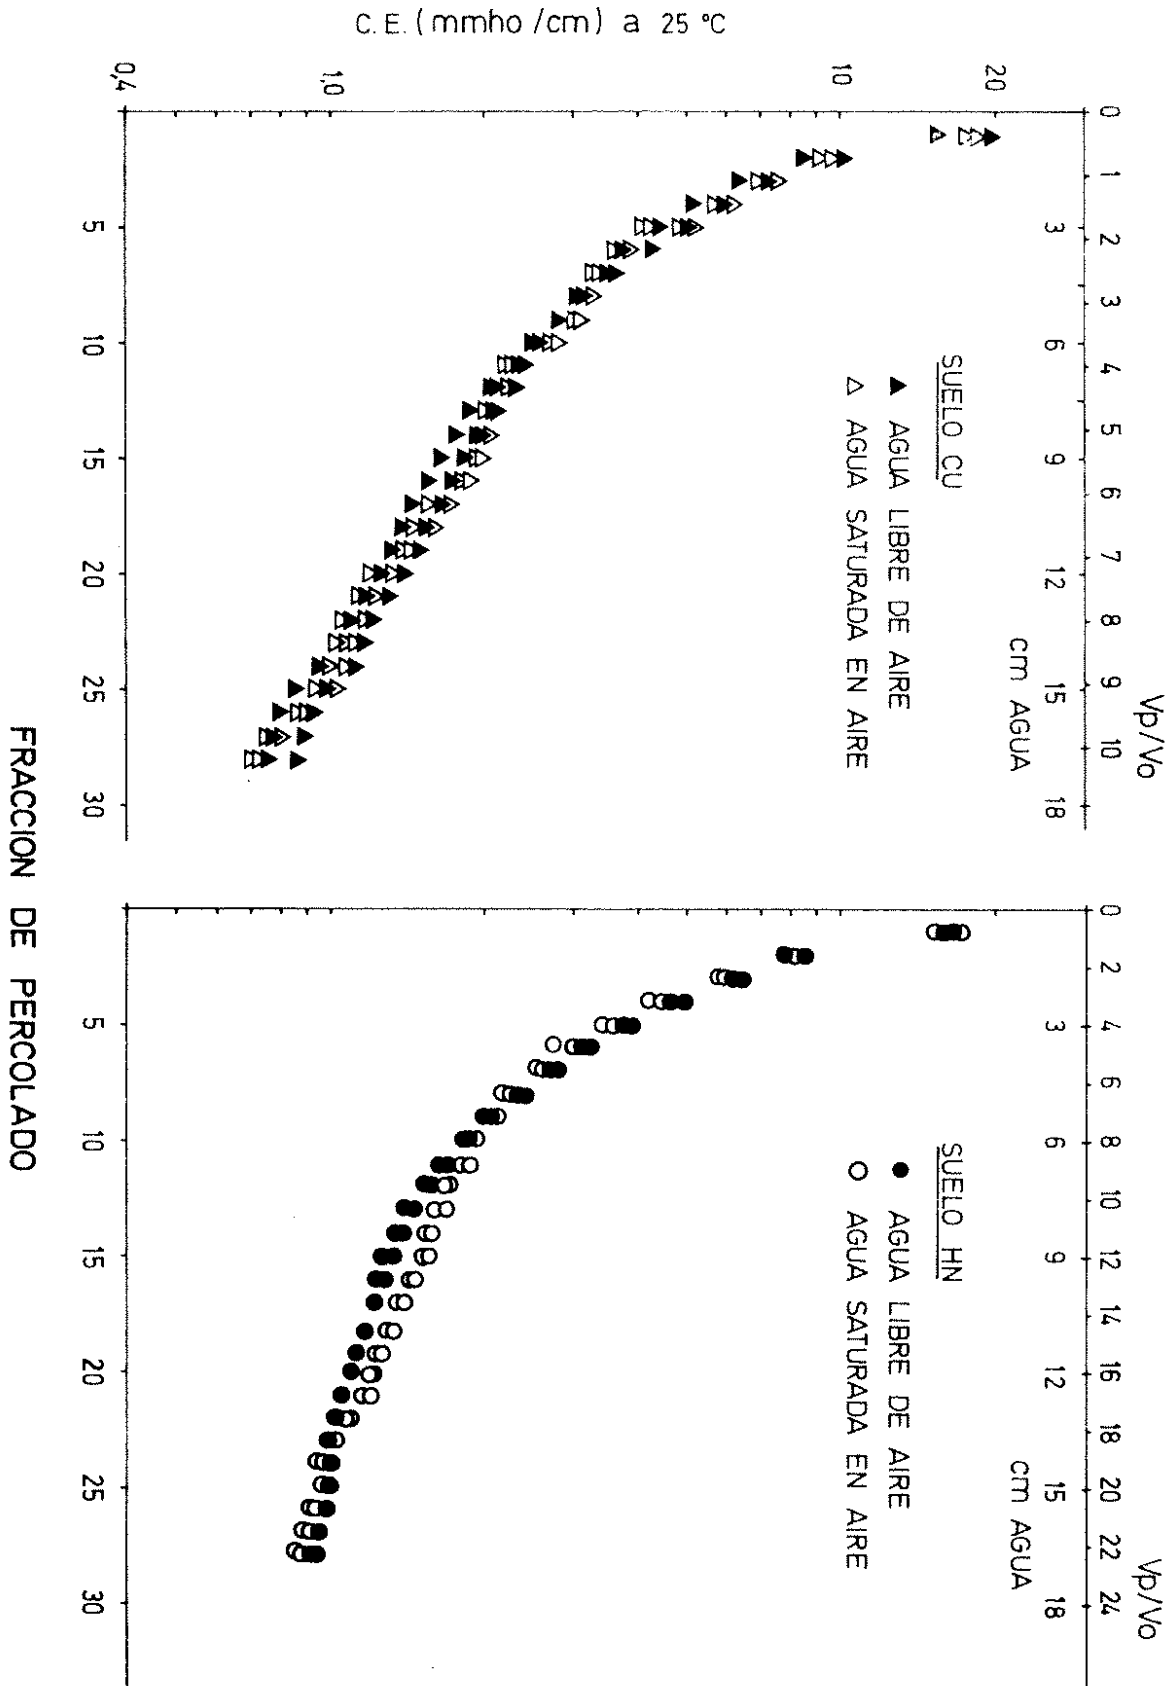 C.E. (mmho/cm) a 25 ºC
0,4
1,0
10
20
Vp/Vo
0 1 2 3 4 5 6 7 8 9 10
cm AGUA
3 6 9 12 15 18
SUELO CU
AGUA LIBRE DE AIRE
AGUA SATURADA EN AIRE
5 10 15 20 25 30
Vp/Vo
0 2 4 6 8 10 12 14 16 18 20 22 24
cm AGUA
3 6 9 12 15 18
SUELO HN
AGUA LIBRE DE AIRE
AGUA SATURADA EN AIRE
5 10 15 20 25 30
FRACCION DE PERCOLADO